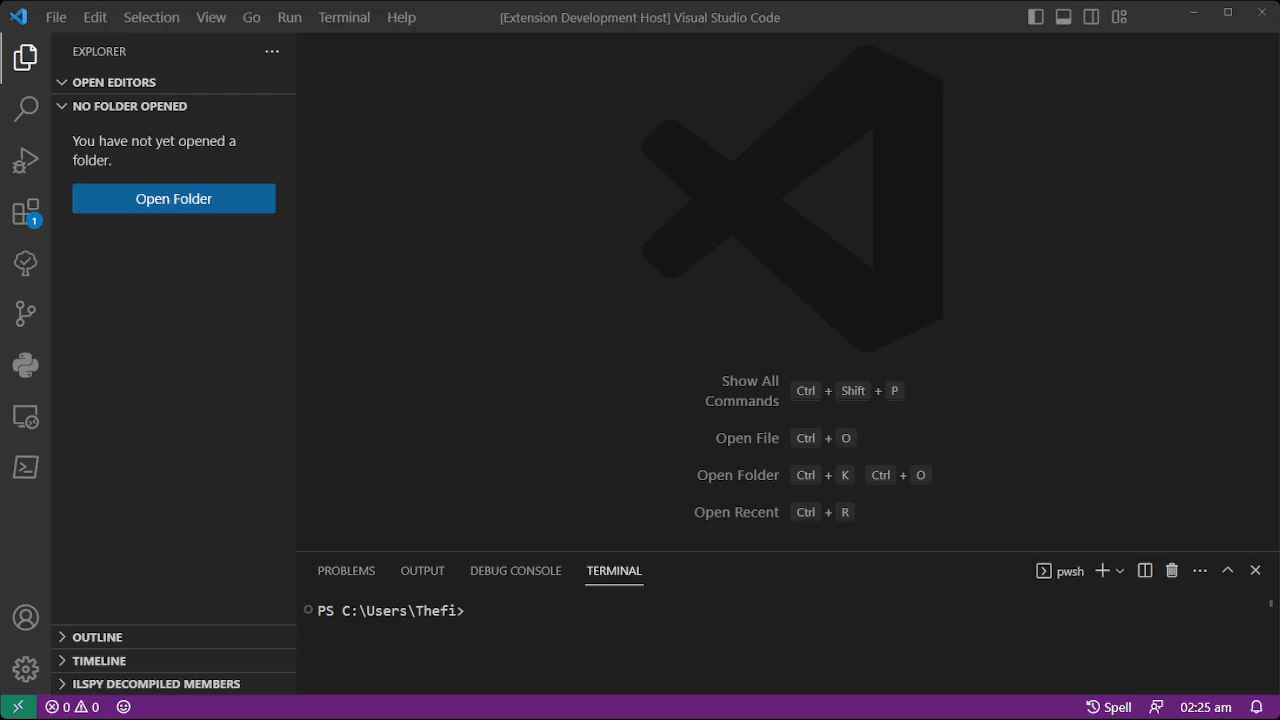 File Edit Selection View Go Run Terminal Help [Extension Development Host] Visual Studio Code
EXPLORER
OPEN EDITORS
NO FOLDER OPENED
You have not yet opened a
folder.
Open Folder
1
Show All
Commands Ctrl + Shift + P
Open File Ctrl + O
Open Folder Ctrl + K Ctrl + O
Open Recent Ctrl + R
PROBLEMS OUTPUT DEBUG CONSOLE TERMINAL pwsh
PS C:\Users\Thefi>
OUTLINE
TIMELINE
ILSPY DECOMPILED MEMBERS
0 0 Spell 02:25 am